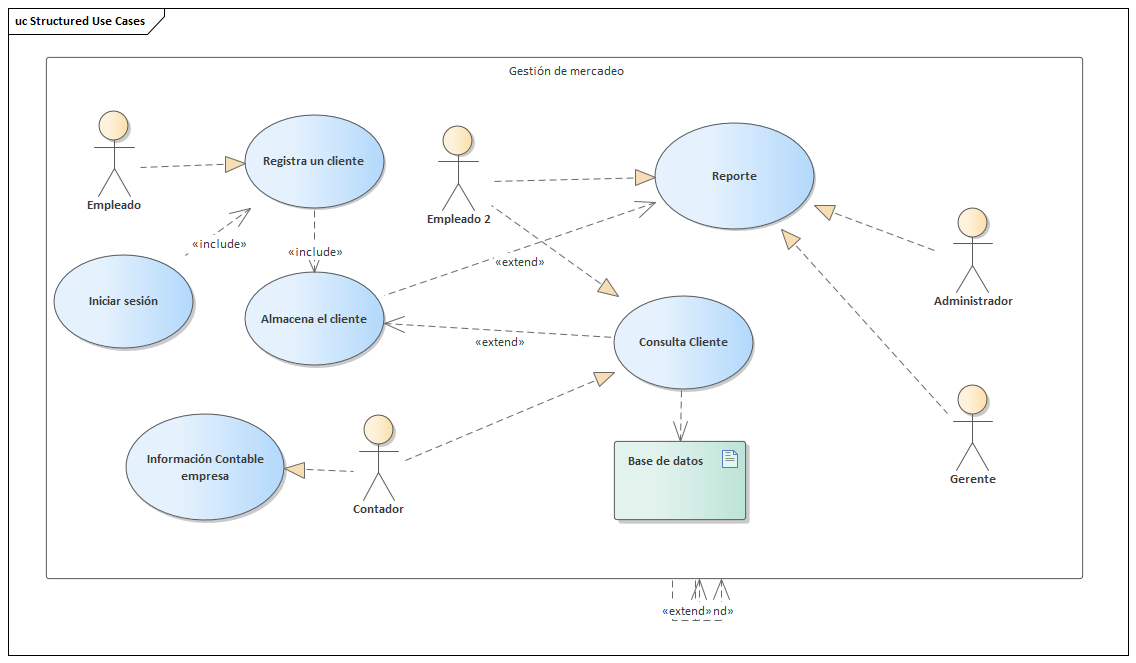 uc Structured Use Cases
Gestión de mercadeo
Empleado
Registra un cliente
Empleado 2
Reporte
«include»
«include»
«extend»
Administrador
Iniciar sesión
Almacena el cliente
«extend»
Consulta Cliente
Información Contable
empresa
Contador
Base de datos
Gerente
«extend» nd»